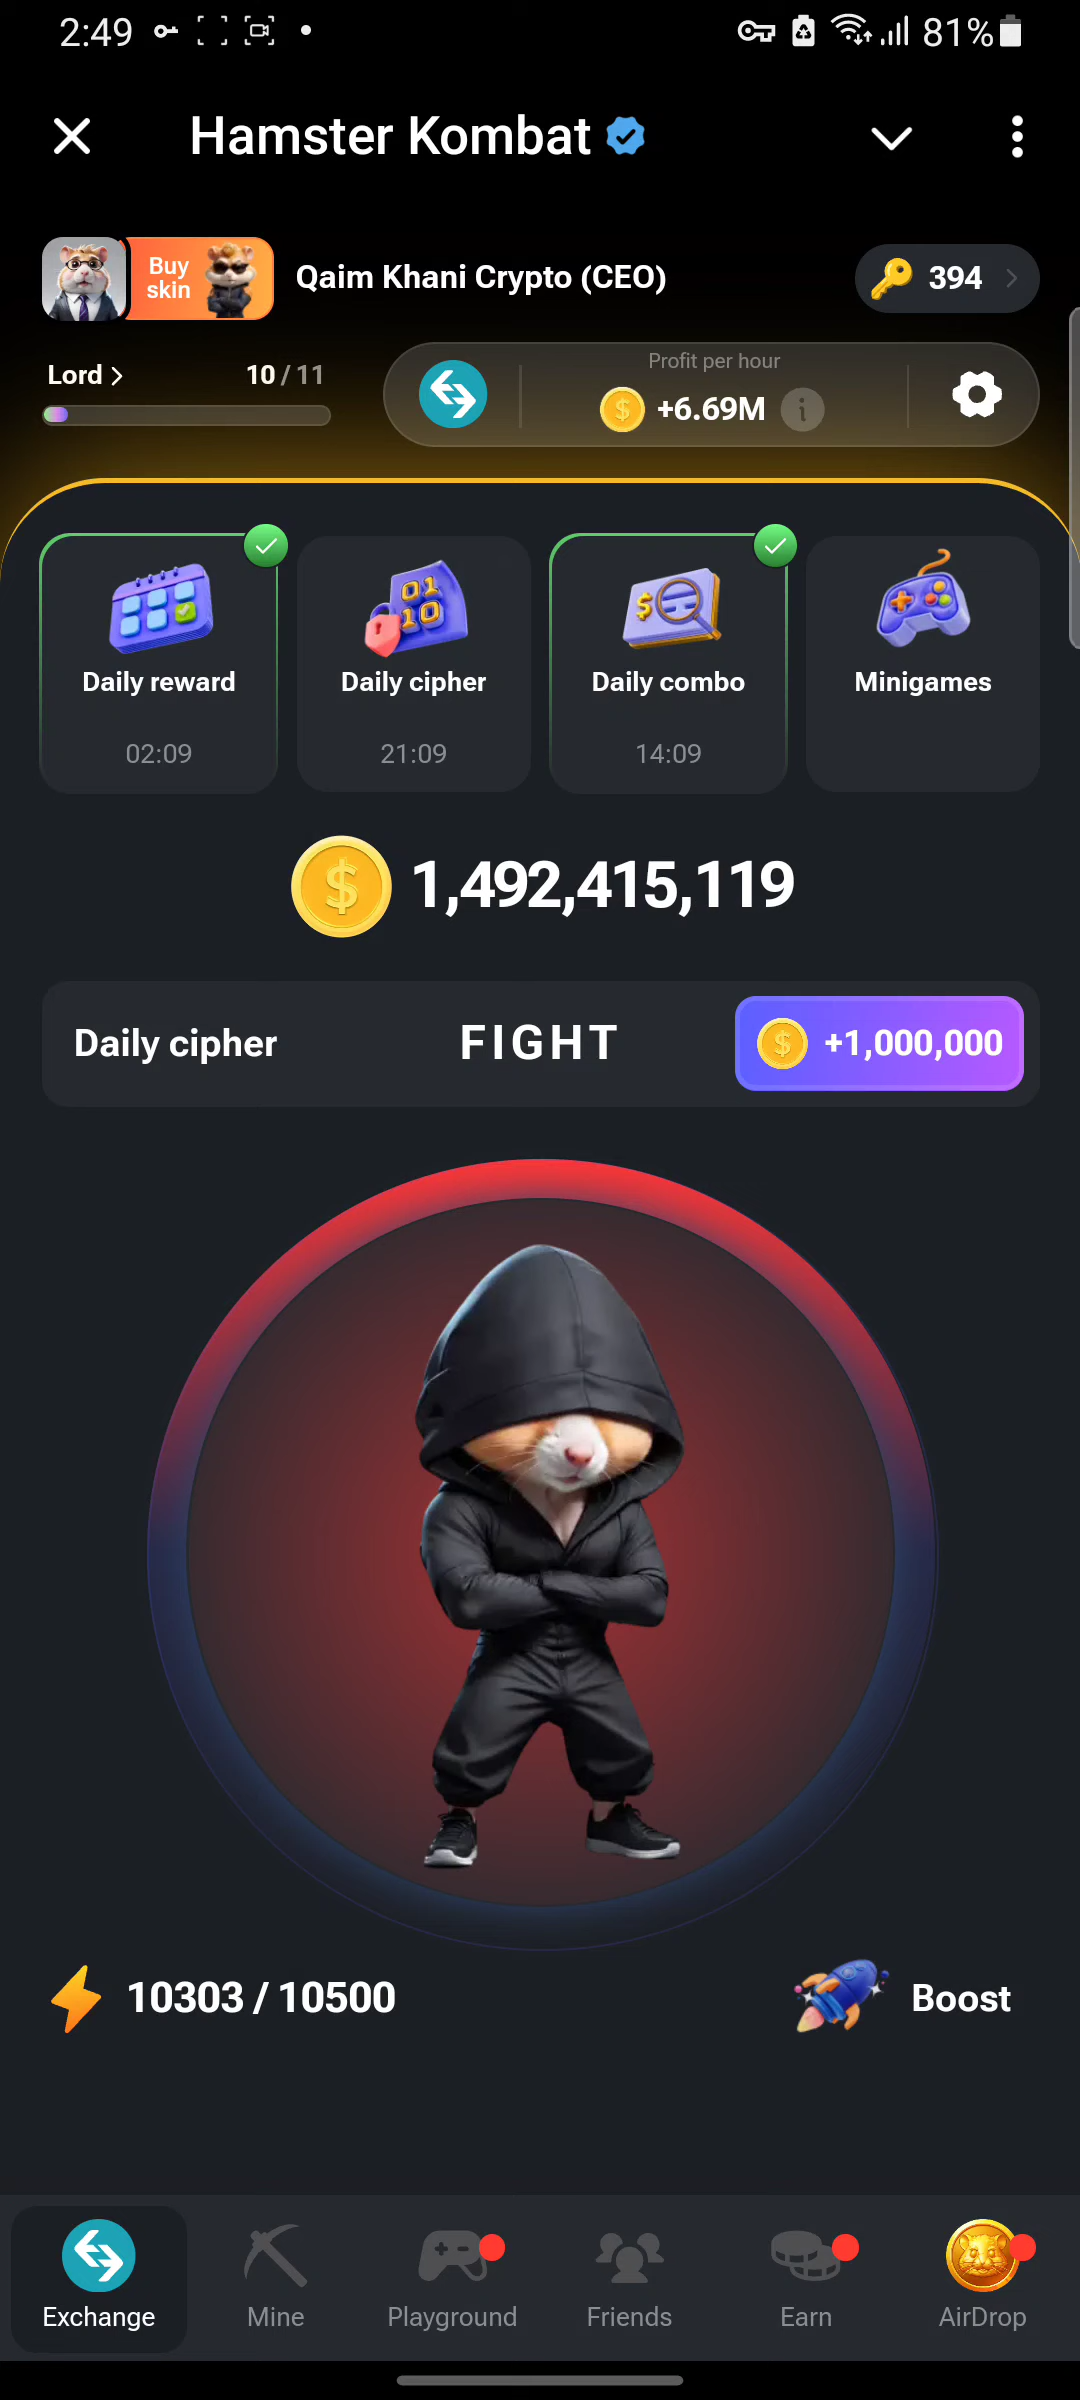 2:49
81%
Hamster Kombat
Buy
skin
Qaim Khani Crypto (CEO)
394
Lord
10 / 11
Profit per hour
+6.69M
Daily reward
02:09
Daily cipher
21:09
Daily combo
14:09
Minigames
1,492,415,119
Daily cipher
FIGHT
+1,000,000
10303 / 10500
Boost
Exchange
Mine
Playground
Friends
Earn
AirDrop